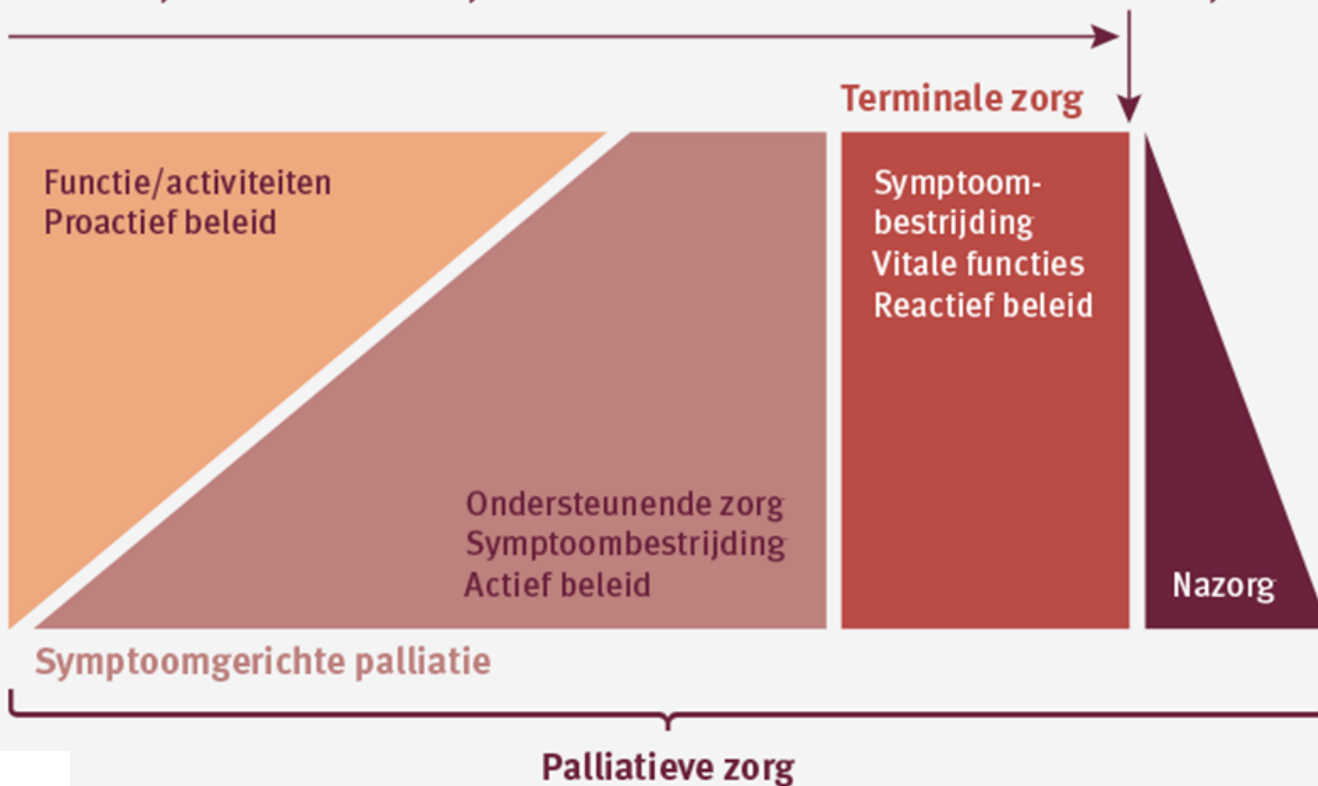 Terminale zorg
Functie/activiteiten
Proactief beleid
Symptoom-
bestrijding
Vitale functies
Reactief beleid
Ondersteunende zorg
Symptoombestrijding
Actief beleid
Nazorg
Symptoomgerichte palliatie
Palliatieve zorg